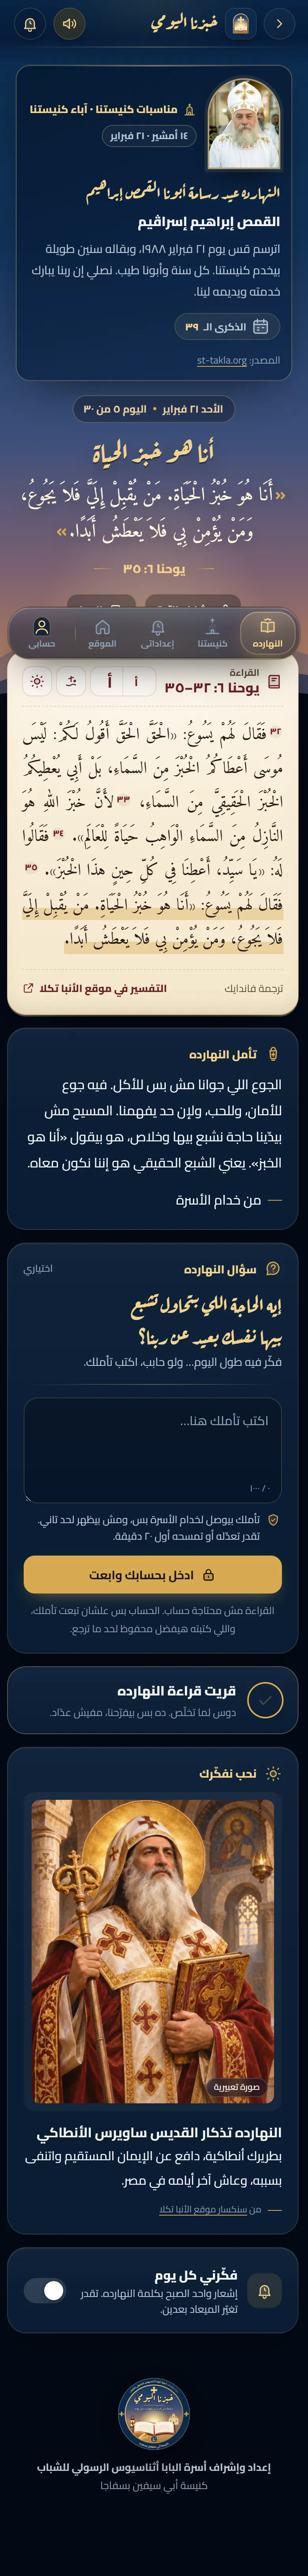 خبزنا اليومي
مناسبات كنيستنا · آباء كنيستنا
١٤ أمشير · ٢١ فبراير
النهارده عيد رسامة أبونا القمص إبراهيم
القمص إبراهيم إسراڤيم
اترسم قس يوم ٢١ فبراير ١٩٨٨، وبقاله سنين طويلة
بيخدم كنيستنا. كل سنة وأبونا طيب. نصلي إن ربنا يبارك
خدمته ويديمه لينا.
الذكرى الـ ٣٩
المصدر: st-takla.org
الأحد ٢١ فبراير • اليوم ٥ من ٣٠
أنا هو خبز الحياة
«أَنَا هُوَ خُبْزُ الْحَيَاةِ. مَنْ يُقْبِلْ إِلَيَّ فَلاَ يَجُوعُ،
وَمَنْ يُؤْمِنْ بِي فَلاَ يَعْطَشُ أَبَدًا.»
يوحنا ٦: ٣٥
النهارده
كنيستنا
إعداداتى
الموقع
حسابى
القراءة
يوحنا ٦: ٣٢–٣٥
أ
أ
٣٢ فَقَالَ لَهُمْ يَسُوعُ: «الْحَقَّ الْحَقَّ أَقُولُ لَكُمْ: لَيْسَ
مُوسَى أَعْطَاكُمُ الْخُبْزَ مِنَ السَّمَاءِ، بَلْ أَبِي يُعْطِيكُمُ
الْخُبْزَ الْحَقِيقِيَّ مِنَ السَّمَاءِ، ٣٣ لأَنَّ خُبْزَ اللهِ هُوَ
النَّازِلُ مِنَ السَّمَاءِ الْوَاهِبُ حَيَاةً لِلْعَالَمِ». ٣٤ فَقَالُوا
لَهُ: «يَا سَيِّدُ، أَعْطِنَا فِي كُلِّ حِينٍ هذَا الْخُبْزَ». ٣٥
فَقَالَ لَهُمْ يَسُوعُ: «أَنَا هُوَ خُبْزُ الْحَيَاةِ. مَنْ يُقْبِلْ إِلَيَّ
فَلاَ يَجُوعُ، وَمَنْ يُؤْمِنْ بِي فَلاَ يَعْطَشُ أَبَدًا.
ترجمة فاندايك
التفسير في موقع الأنبا تكلا
تأمل النهارده
الجوع اللي جوانا مش بس للأكل. فيه جوع
للأمان، وللحب، ولإن حد يفهمنا. المسيح مش
بيدّينا حاجة نشبع بيها وخلاص، هو بيقول «أنا هو
الخبز». يعني الشبع الحقيقي هو إننا نكون معاه.
— من خدام الأسرة
سؤال النهارده
اختياري
إيه الحاجة اللي بتحاول تشبع
بيها نفسك بعيد عن ربنا؟
فكّر فيه طول اليوم… ولو حابب، اكتب تأملك.
اكتب تأملك هنا…
٠ / ١٠٠٠
تأملك بيوصل لخدام الأسرة بس، ومش بيظهر لحد تاني.
تقدر تعدّله أو تمسحه أول ٢٠ دقيقة.
ادخل بحسابك وابعت
القراءة مش محتاجة حساب. الحساب بس علشان تبعت تأملك،
واللي كتبته هيفضل محفوظ لحد ما ترجع.
قريت قراءة النهارده
دوس لما تخلّص. ده بس بيفرّحنا، مفيش عدّاد.
نحب نفكّرك
صورة تعبيرية
النهارده تذكار القديس ساويرس الأنطاكي
بطريرك أنطاكية، دافع عن الإيمان المستقيم واتنفى
بسببه، وعاش آخر أيامه في مصر.
— من سنكسار موقع الأنبا تكلا
فكّرني كل يوم
إشعار واحد الصبح بكلمة النهارده. تقدر
تغيّر الميعاد بعدين.
خبزنا اليومي
إعداد وإشراف أسرة البابا أثناسيوس الرسولي للشباب
كنيسة أبي سيفين بسفاجا